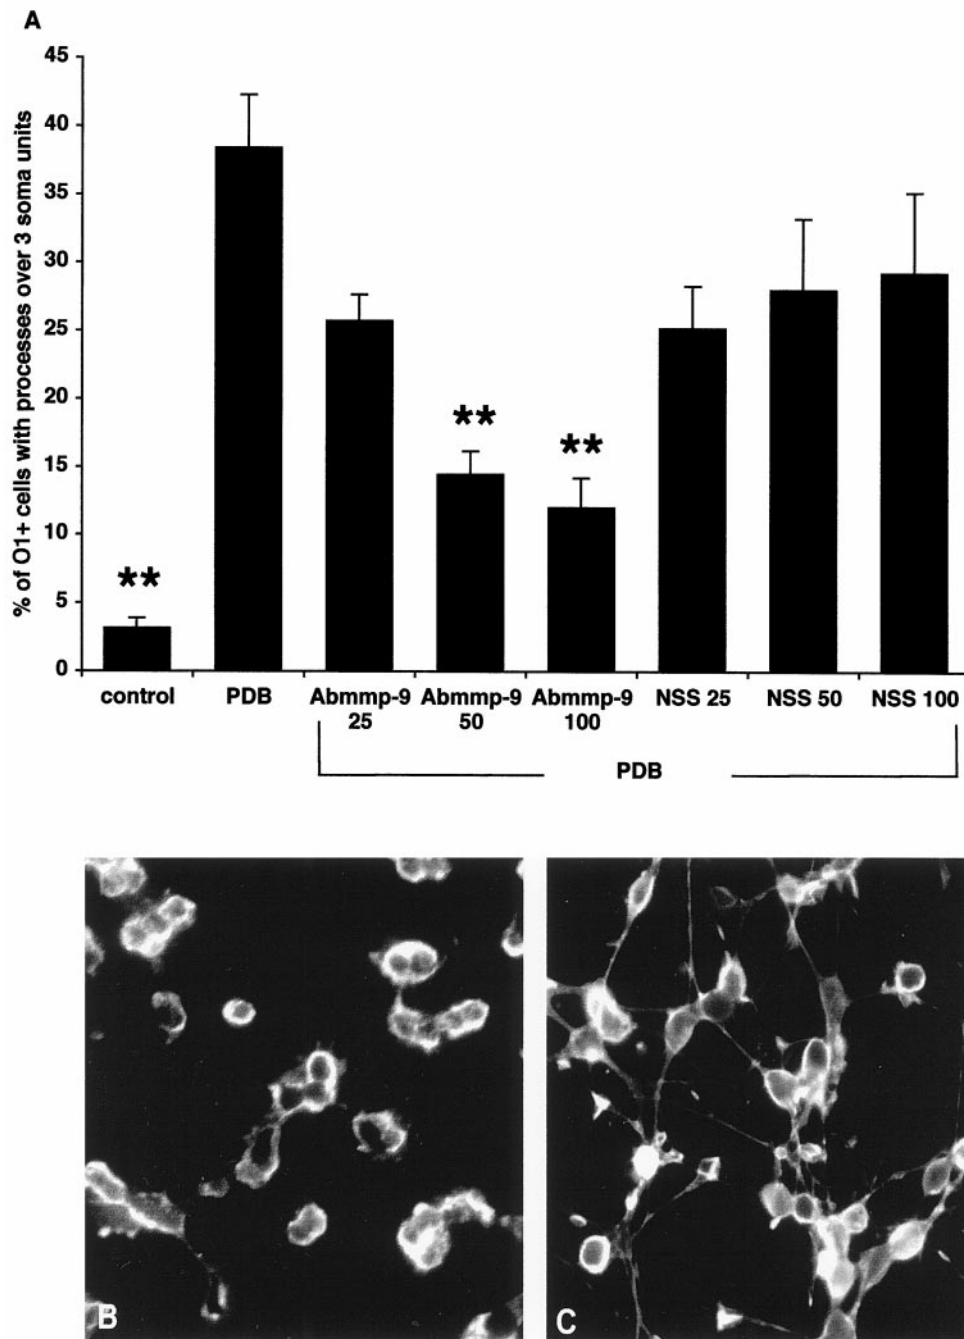 A
% of O1+ cells with processes over 3 soma units
45
40
35
30
25
20
15
10
5
0
**
**
**
control
PDB
Abmmp-9 25
Abmmp-9 50
Abmmp-9 100
NSS 25
NSS 50
NSS 100
PDB
B
C